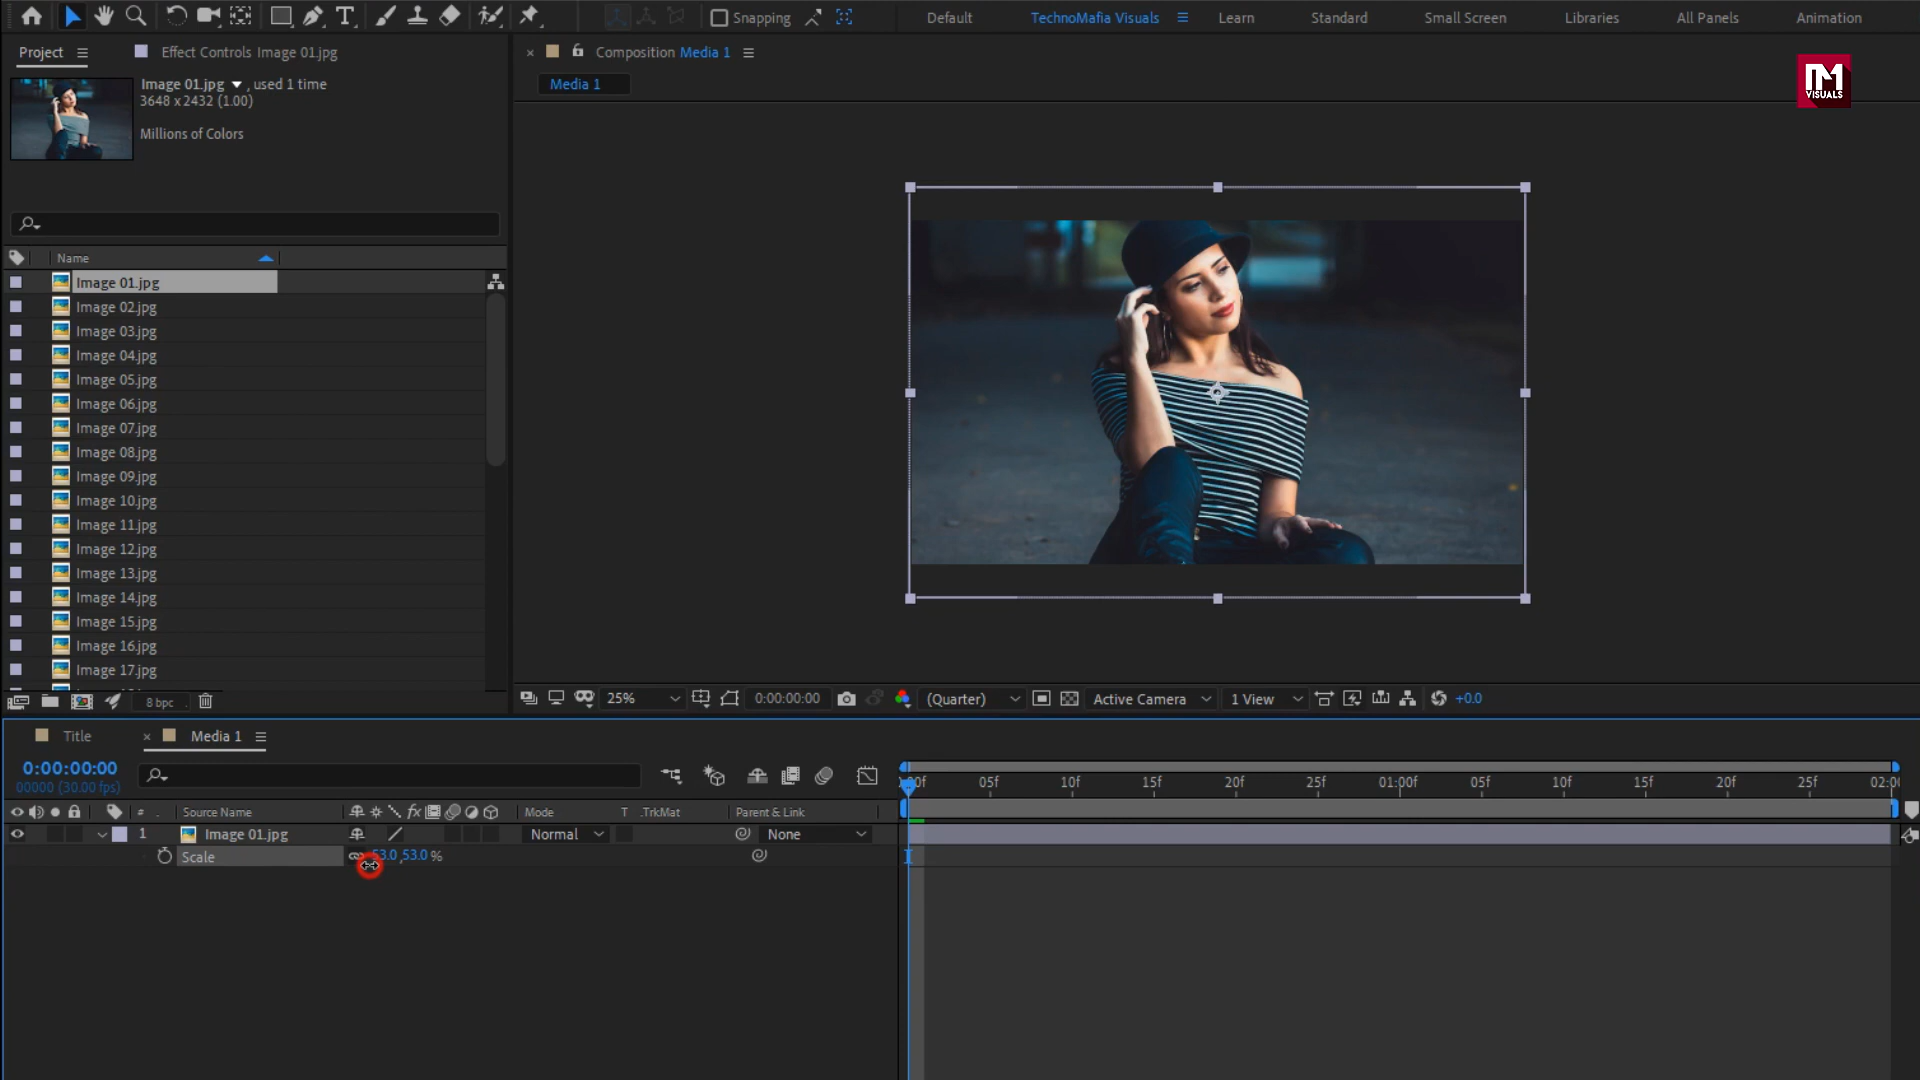 Snapping
Default
TechnoMafia Visuals
Learn
Standard
Small Screen
Libraries
All Panels
Animation
Project
Effect Controls Image 01.jpg
Composition Media 1
Media 1
Image 01.jpg , used 1 time
3648 x 2432 (1.00)
Millions of Colors
M
VISUALS
Name
Image 01.jpg
Image 02.jpg
Image 03.jpg
Image 04.jpg
Image 05.jpg
Image 06.jpg
Image 07.jpg
Image 08.jpg
Image 09.jpg
Image 10.jpg
Image 11.jpg
Image 12.jpg
Image 13.jpg
Image 14.jpg
Image 15.jpg
Image 16.jpg
Image 17.jpg
8 bpc
25%
0:00:00:00
(Quarter)
Active Camera
1 View
+0.0
Title
Media 1
0:00:00:00
00000 (30.00 fps)
05f 10f 15f 20f 25f 01:00f 05f 10f 15f 20f 25f
# Source Name fx Mode T .TrkMat Parent & Link
1 Image 01.jpg Normal None
Scale 53.0 ,53.0 %